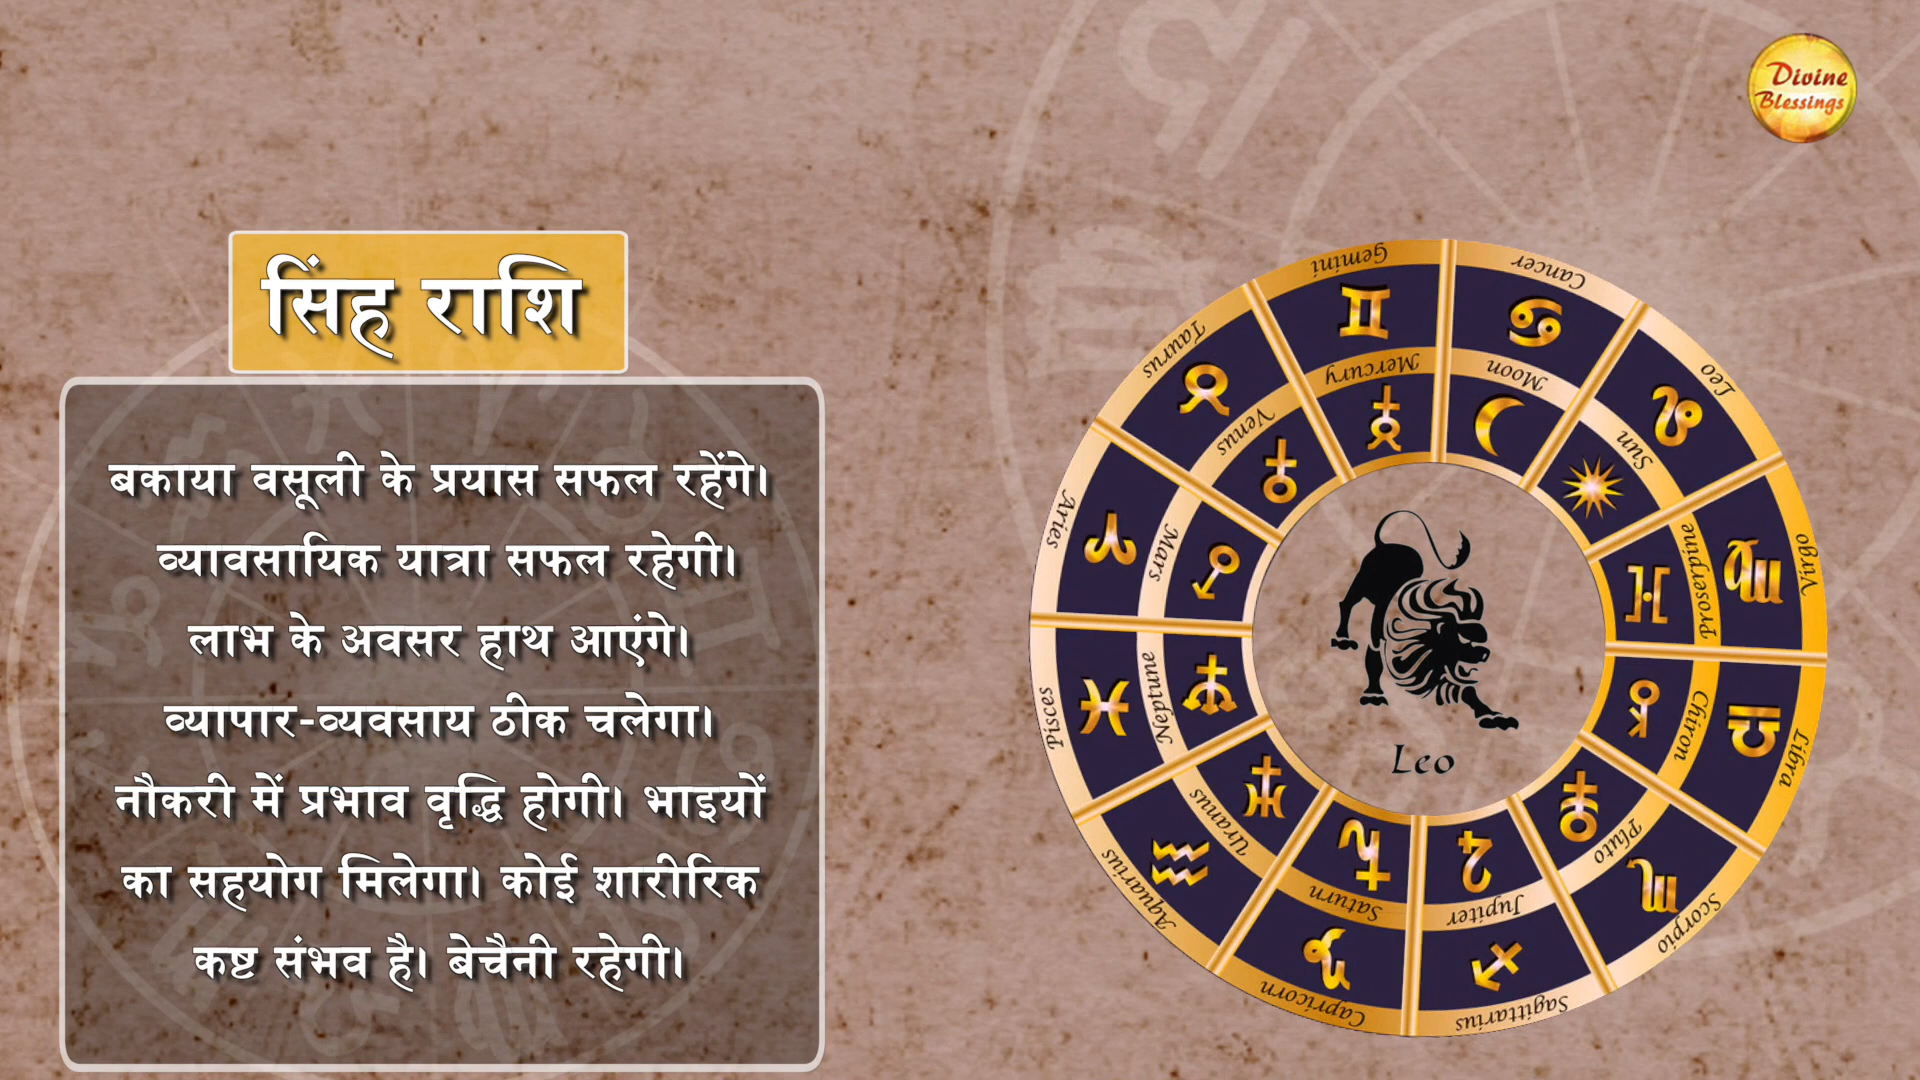 Divine
Blessings
सिंह राशि
बकाया वसूली के प्रयास सफल रहेंगे।
व्यावसायिक यात्रा सफल रहेगी।
लाभ के अवसर हाथ आएंगे।
व्यापार-व्यवसाय ठीक चलेगा।
नौकरी में प्रभाव वृद्धि होगी। भाइयों
का सहयोग मिलेगा। कोई शारीरिक
कष्ट संभव है। बेचैनी रहेगी।
Gemini
Cancer
Leo
Virgo
Libra
Scorpio
Sagittarius
Capricorn
Aquarius
Pisces
Aries
Taurus
Mercury
Moon
Sun
Proserpine
Chiron
Pluto
Jupiter
Saturn
Uranus
Neptune
Mars
Venus
Leo